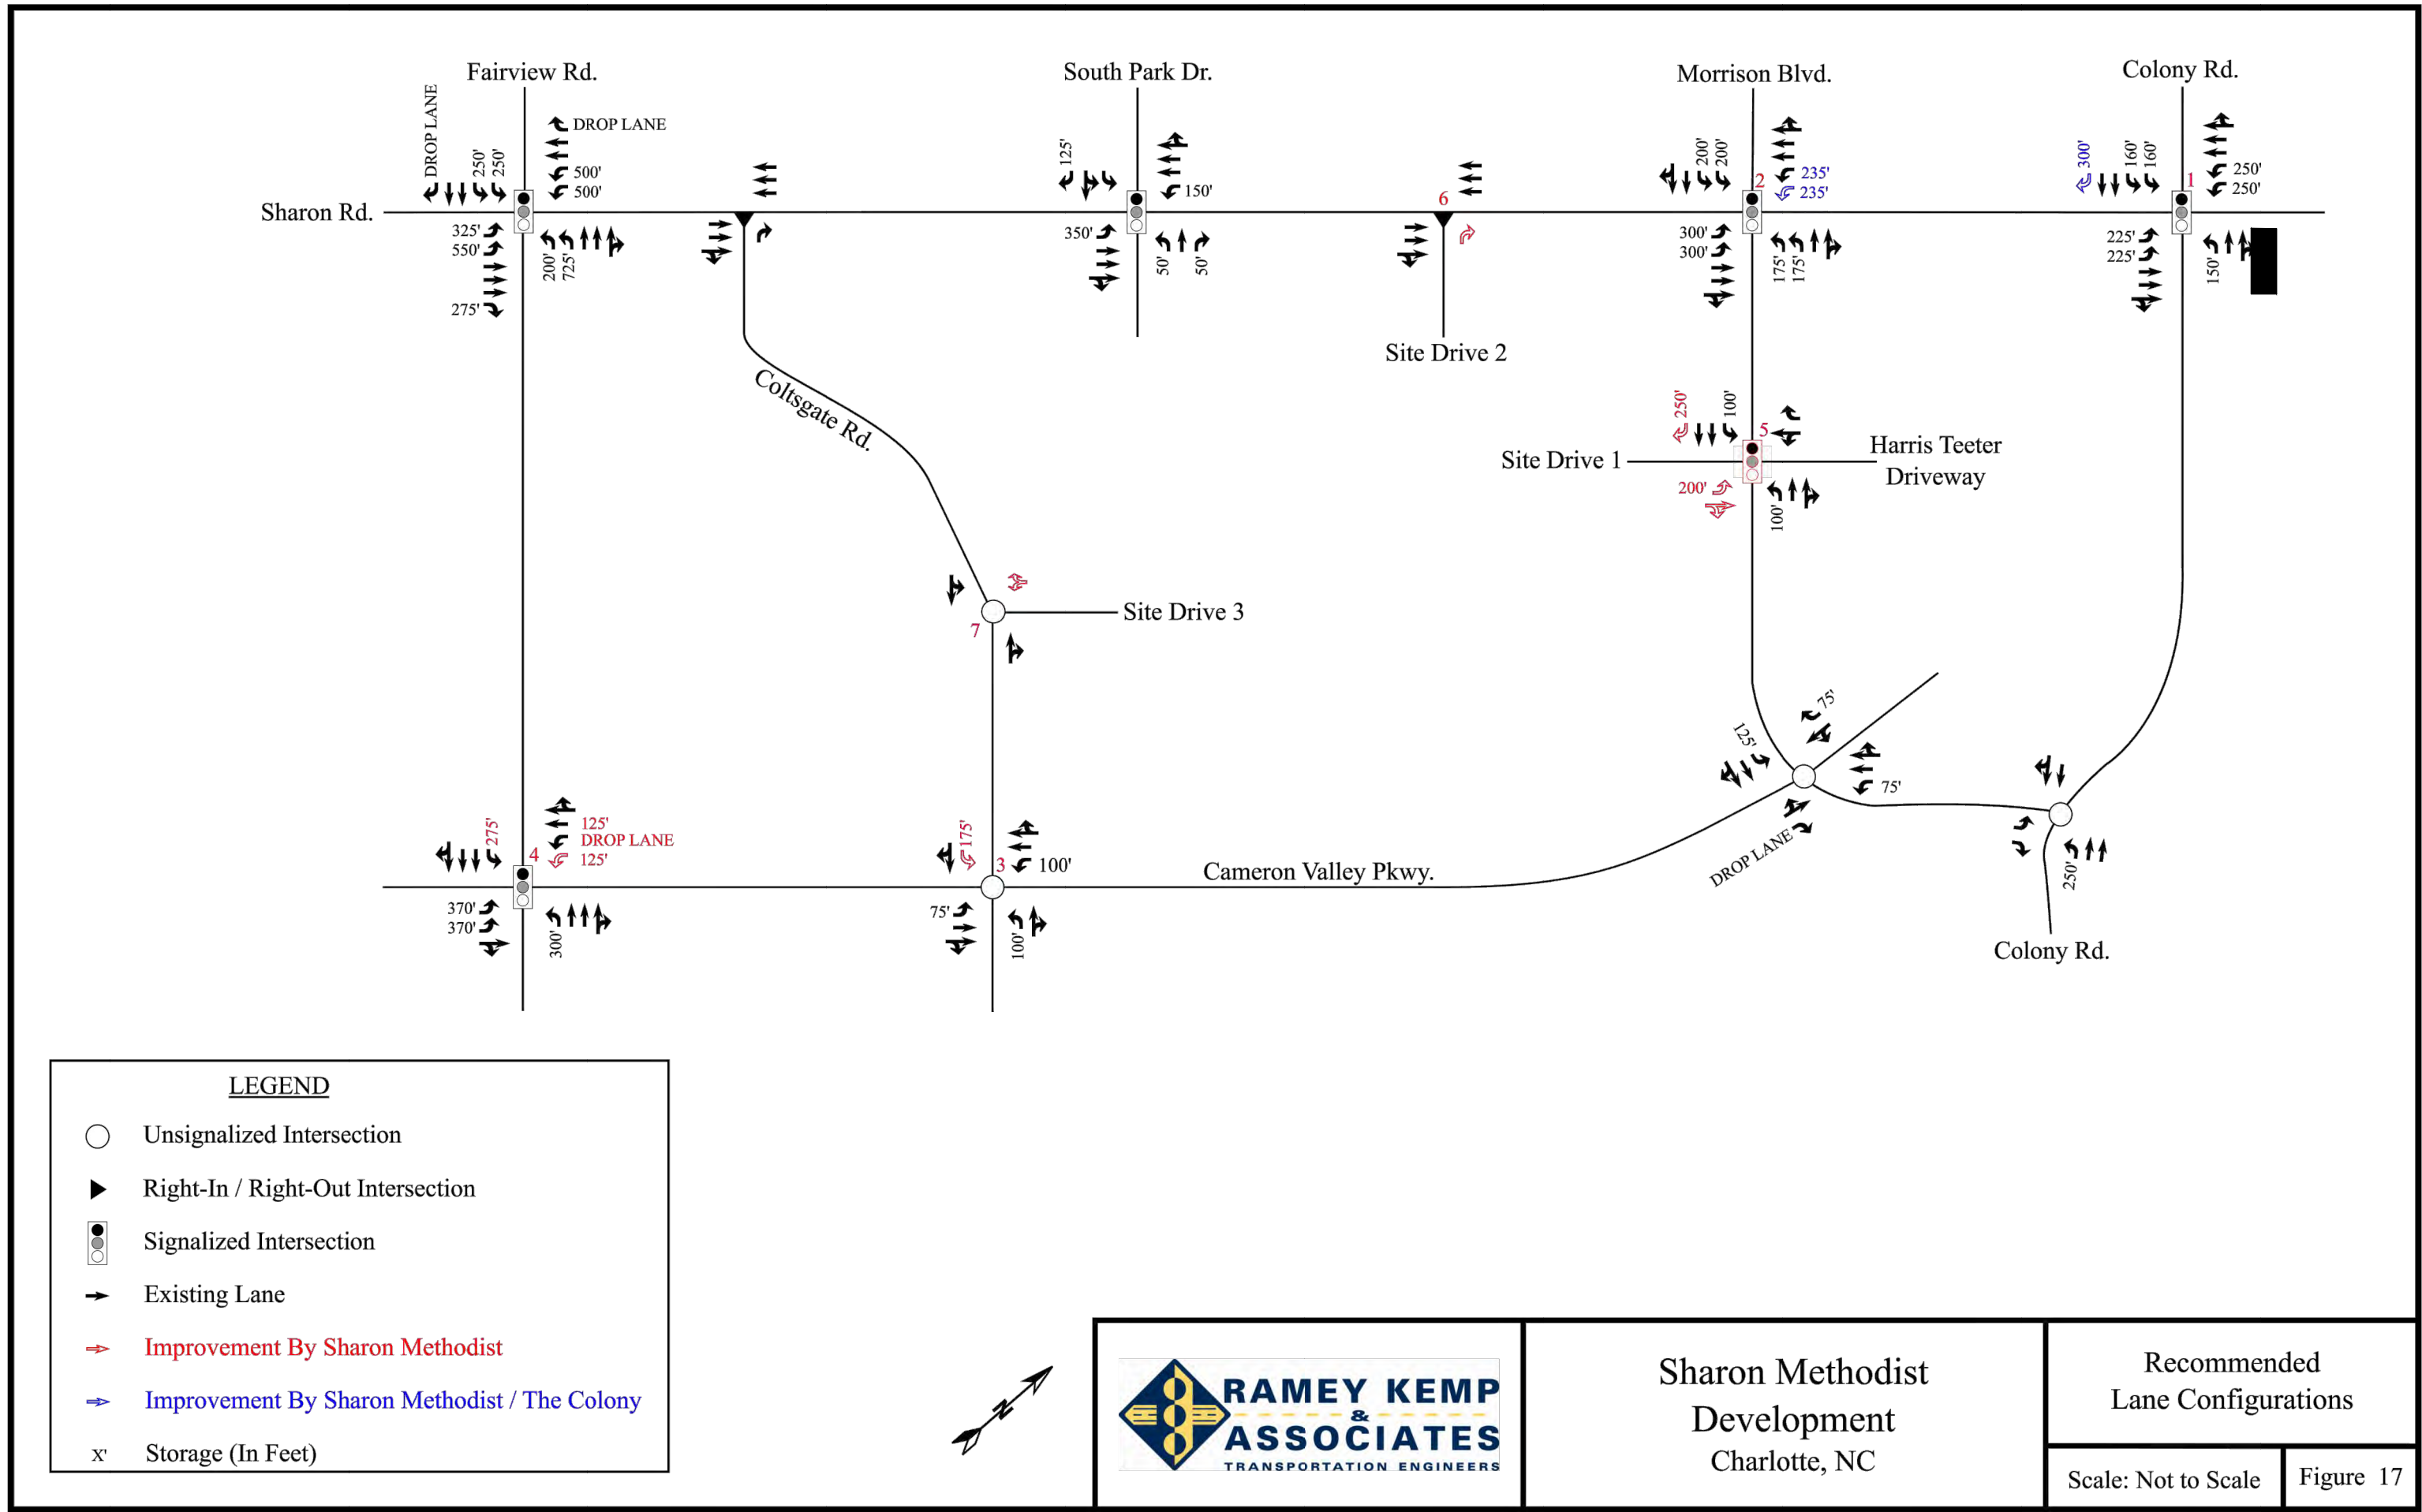 Fairview Rd.
South Park Dr.
Morrison Blvd.
Colony Rd.
DROP LANE
250'
250'
DROP LANE
500'
500'
125'
150'
200'
200'
2
235'
235'
300'
160'
160'
1
250'
250'
Sharon Rd.
325'
550'
275'
200'
725'
350'
50'
50'
6
Site Drive 2
300'
300'
175'
175'
225'
225'
150'
Coltsgate Rd.
250'
100'
5
Site Drive 1
Harris Teeter
Driveway
200'
100'
7
Site Drive 3
75'
125'
75'
DROP LANE
250'
Colony Rd.
275'
4
125'
DROP LANE
125'
370'
370'
300'
175'
3
100'
75'
100'
Cameron Valley Pkwy.
LEGEND
Unsignalized Intersection
Right-In / Right-Out Intersection
Signalized Intersection
Existing Lane
Improvement By Sharon Methodist
Improvement By Sharon Methodist / The Colony
X' Storage (In Feet)
N
RAMEY KEMP
&
ASSOCIATES
TRANSPORTATION ENGINEERS
Sharon Methodist
Development
Charlotte, NC
Recommended
Lane Configurations
Scale: Not to Scale
Figure 17